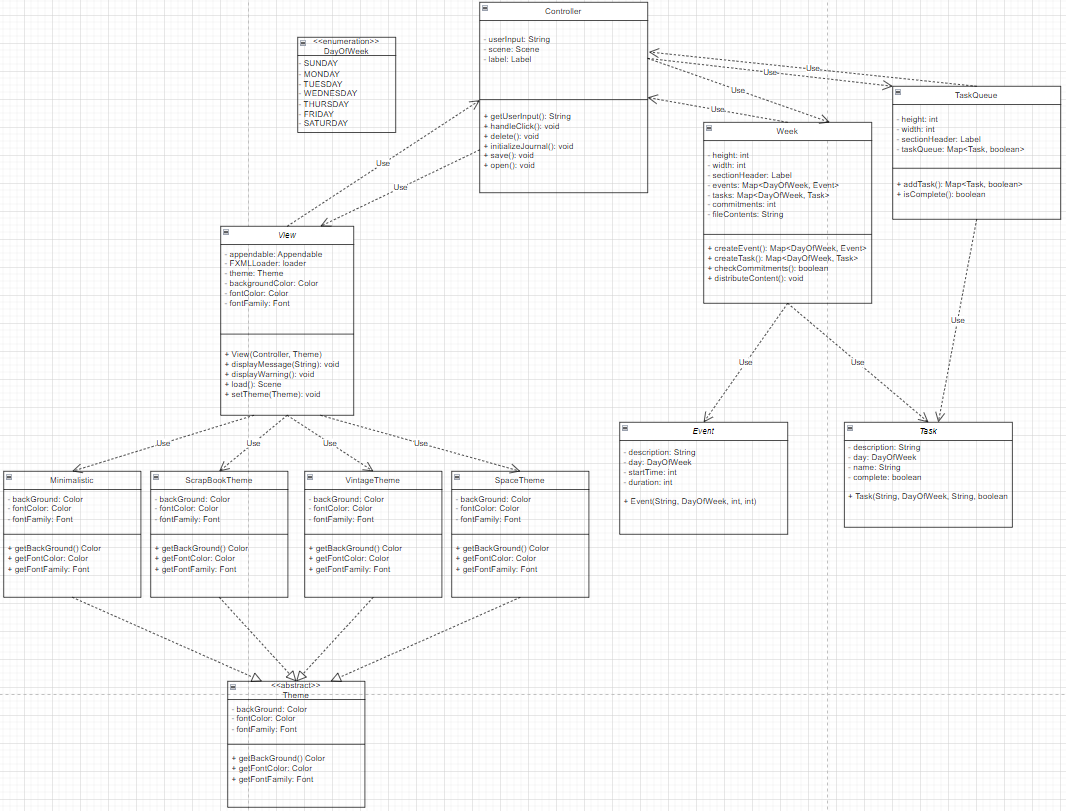 Controller
- userInput: String
- scene: Scene
- label: Label
+ getUserInput(): String
+ handleClick(): void
+ delete(): void
+ initializeJournal(): void
+ save(): void
+ open(): void
<<enumeration>>
DayOfWeek
- SUNDAY
- MONDAY
- TUESDAY
- WEDNESDAY
- THURSDAY
- FRIDAY
- SATURDAY
Use
Use
Use
Use
TaskQueue
- height: int
- width: int
- sectionHeader: Label
- taskQueue: Map<Task, boolean>
+ addTask(): Map<Task, boolean>
+ isComplete(): boolean
Week
- height: int
- width: int
- sectionHeader: Label
- events: Map<DayOfWeek, Event>
- tasks: Map<DayOfWeek, Task>
- commitments: int
- fileContents: String
+ createEvent(): Map<DayOfWeek, Event>
+ createTask(): Map<DayOfWeek, Task>
+ checkCommitments(): boolean
+ distributeContent(): void
Use
Use
View
- appendable: Appendable
- FXMLLoader: loader
- theme: Theme
- backgroundColor: Color
- fontColor: Color
- fontFamily: Font
+ View(Controller, Theme)
+ displayMessage(String): void
+ displayWarning(): void
+ load(): Scene
+ setTheme(Theme): void
Use
Use
Use
Event
- description: String
- day: DayOfWeek
- startTime: int
- duration: int
+ Event(String, DayOfWeek, int, int)
Task
- description: String
- day: DayOfWeek
- name: String
- complete: boolean
+ Task(String, DayOfWeek, String, boolean
Use
Use
Use
Use
Minimalistic
- backGround: Color
- fontColor: Color
- fontFamily: Font
+ getBackGround() Color
+ getFontColor: Color
+ getFontFamily: Font
ScrapBookTheme
- backGround: Color
- fontColor: Color
- fontFamily: Font
+ getBackGround() Color
+ getFontColor: Color
+ getFontFamily: Font
VintageTheme
- backGround: Color
- fontColor: Color
- fontFamily: Font
+ getBackGround() Color
+ getFontColor: Color
+ getFontFamily: Font
SpaceTheme
- backGround: Color
- fontColor: Color
- fontFamily: Font
+ getBackGround() Color
+ getFontColor: Color
+ getFontFamily: Font
<<abstract>>
Theme
- backGround: Color
- fontColor: Color
- fontFamily: Font
+ getBackGround() Color
+ getFontColor: Color
+ getFontFamily: Font